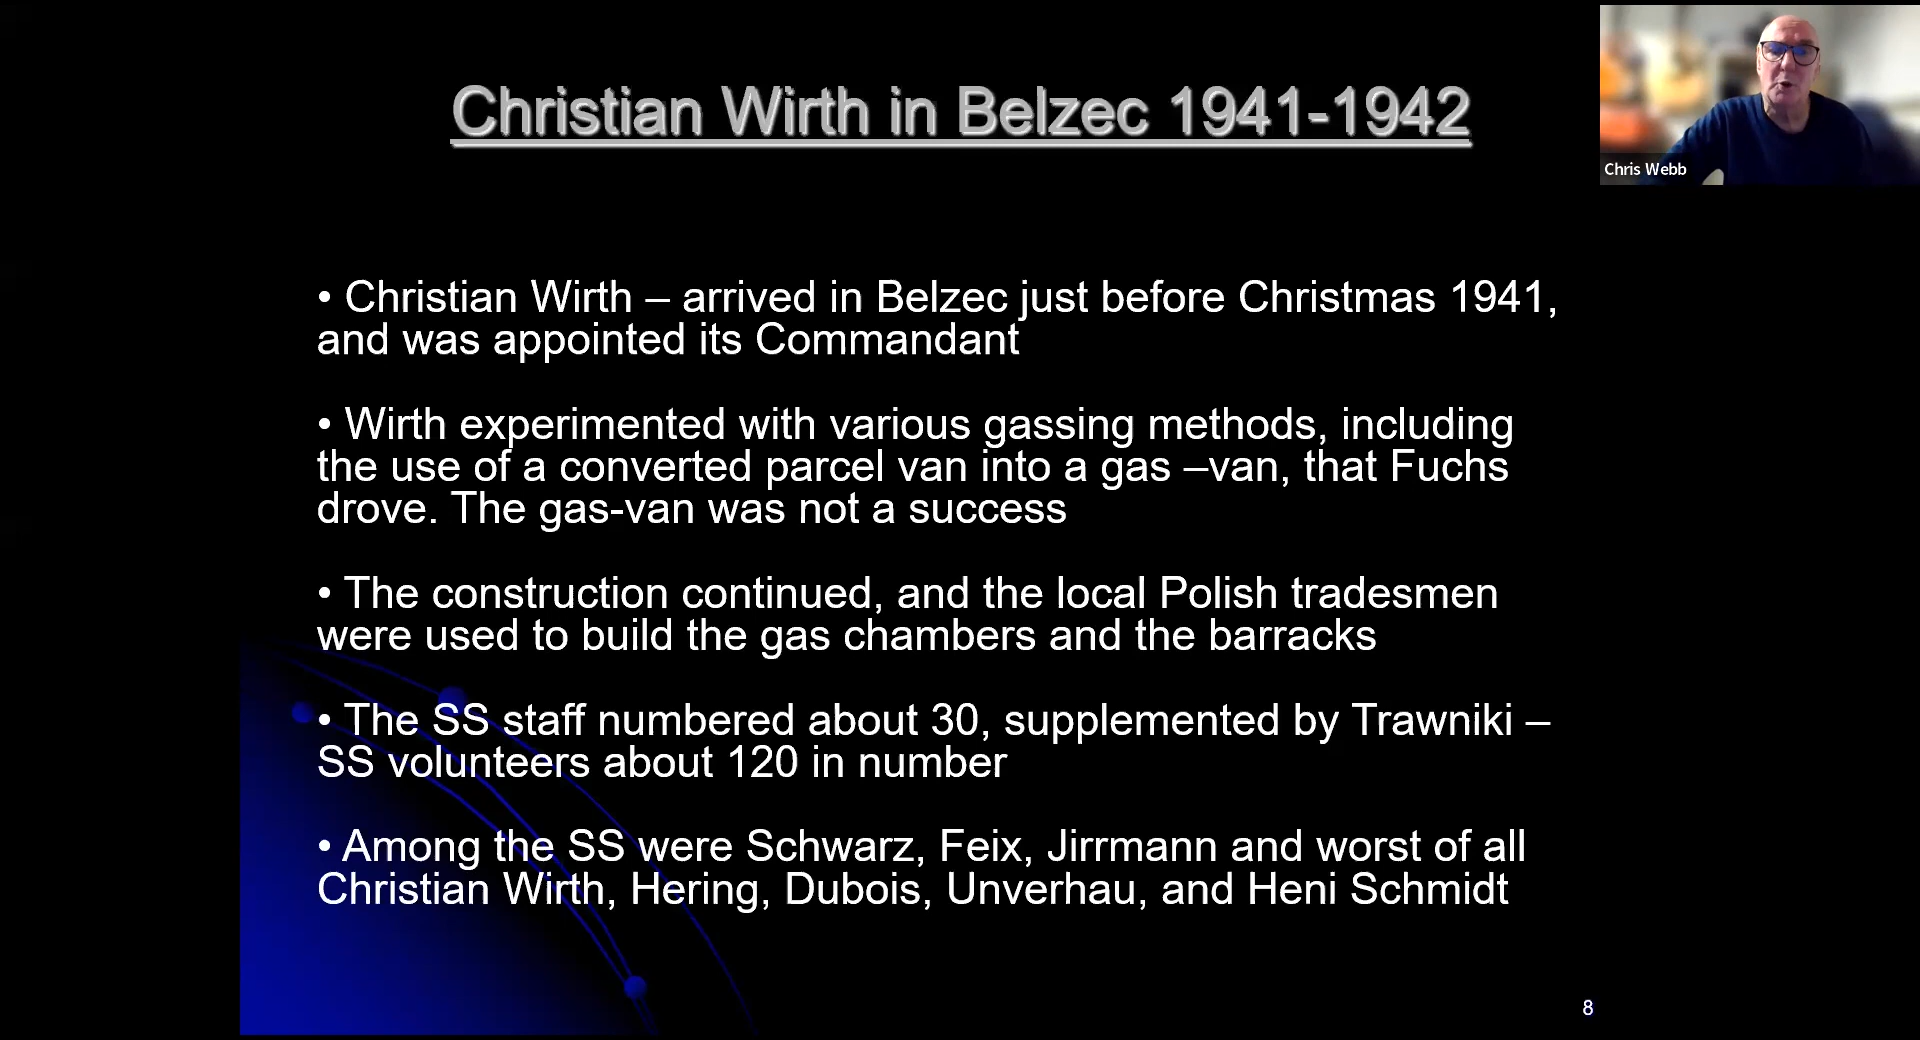 Christian Wirth in Belzec 1941-1942
Chris Webb
• Christian Wirth – arrived in Belzec just before Christmas 1941,
and was appointed its Commandant
• Wirth experimented with various gassing methods, including
the use of a converted parcel van into a gas –van, that Fuchs
drove. The gas-van was not a success
• The construction continued, and the local Polish tradesmen
were used to build the gas chambers and the barracks
• The SS staff numbered about 30, supplemented by Trawniki –
SS volunteers about 120 in number
• Among the SS were Schwarz, Feix, Jirrmann and worst of all
Christian Wirth, Hering, Dubois, Unverhau, and Heni Schmidt
8